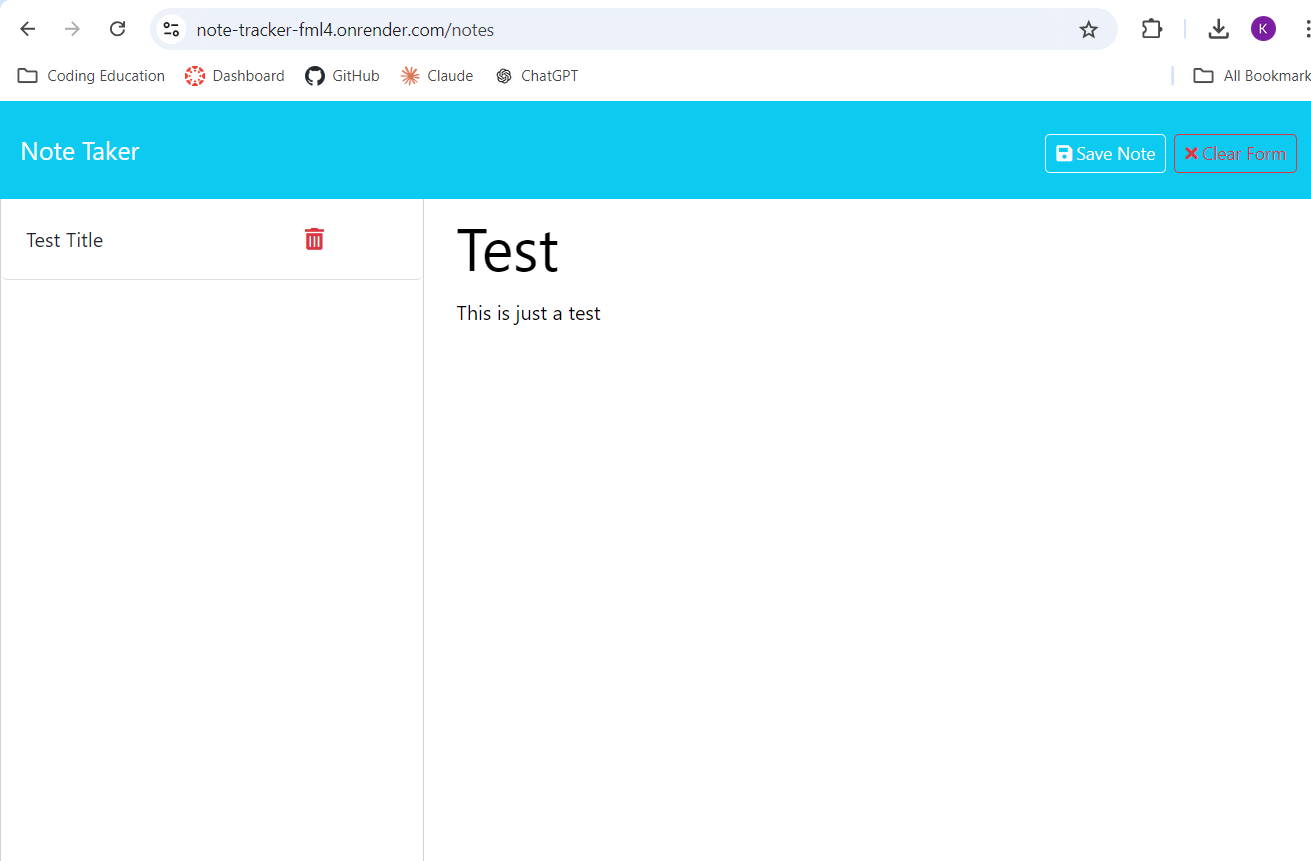 note-tracker-fml4.onrender.com/notes
K
Coding Education Dashboard GitHub Claude ChatGPT All Bookmark
Note Taker
Save Note Clear Form
Test Title
Test
This is just a test